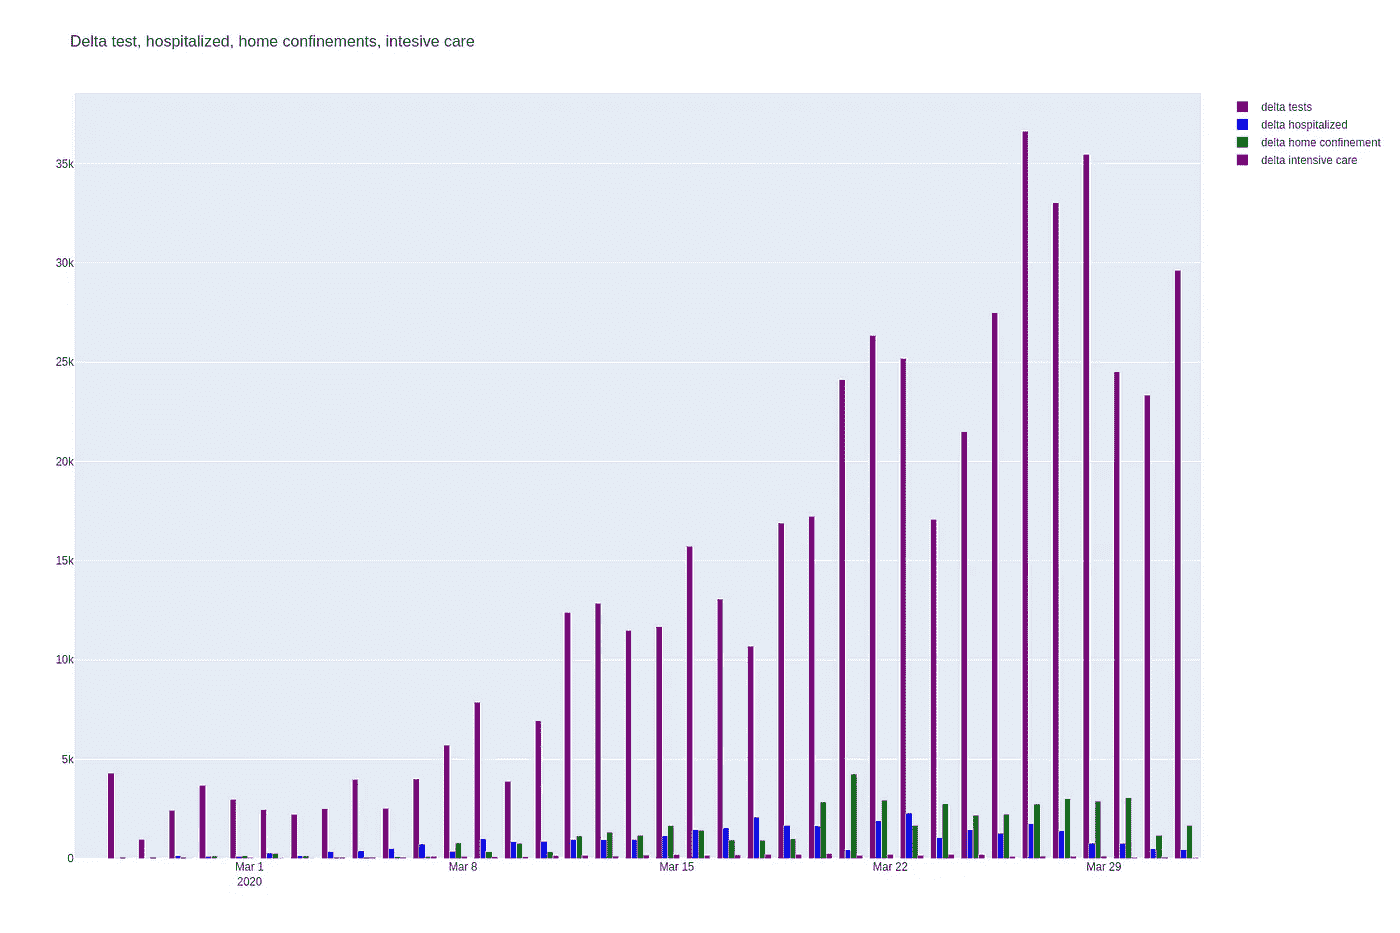 Delta test, hospitalized, home confinements, intesive care
delta tests
delta hospitalized
delta home confinement
delta intensive care
35k
30k
25k
20k
15k
10k
5k
0
Mar 1
2020
Mar 8
Mar 15
Mar 22
Mar 29